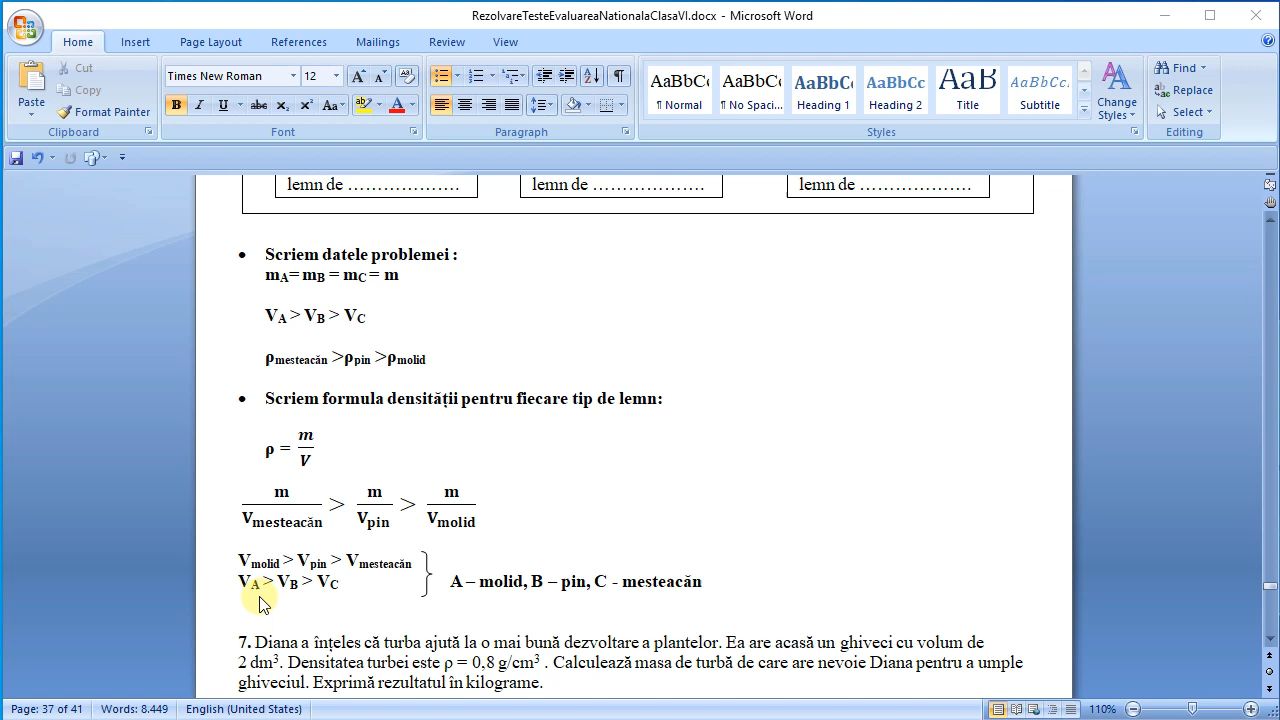 RezolvareTesteEvaluareaNationalaClasaVI.docx - Microsoft Word
Home Insert Page Layout References Mailings Review View
Paste
Cut
Copy
Format Painter
Clipboard
Times New Roman 12
B I U abc x₂ x² Aa
Font
Paragraph
AaBbCc AaBbCc AaBbCc AaBbCc AaB AaBbCc
¶ Normal ¶ No Spaci... Heading 1 Heading 2 Title Subtitle
Change Styles
Styles
Find
Replace
Select
Editing
lemn de …………………. lemn de …………………. lemn de ………………….
• Scriem datele problemei :
mA= mB = mC = m
VA > VB > VC
ρmesteacăn >ρpin >ρmolid
• Scriem formula densității pentru fiecare tip de lemn:
ρ = m/V
m/Vmesteacăn > m/Vpin > m/Vmolid
Vmolid > Vpin > Vmesteacăn
VA > VB > VC } A – molid, B – pin, C - mesteacăn
7. Diana a înțeles că turba ajută la o mai bună dezvoltare a plantelor. Ea are acasă un ghiveci cu volum de
2 dm³. Densitatea turbei este ρ = 0,8 g/cm³ . Calculează masa de turbă de care are nevoie Diana pentru a umple
ghiveciul. Exprimă rezultatul în kilograme.
Page: 37 of 41 Words: 8.449 English (United States) 110%